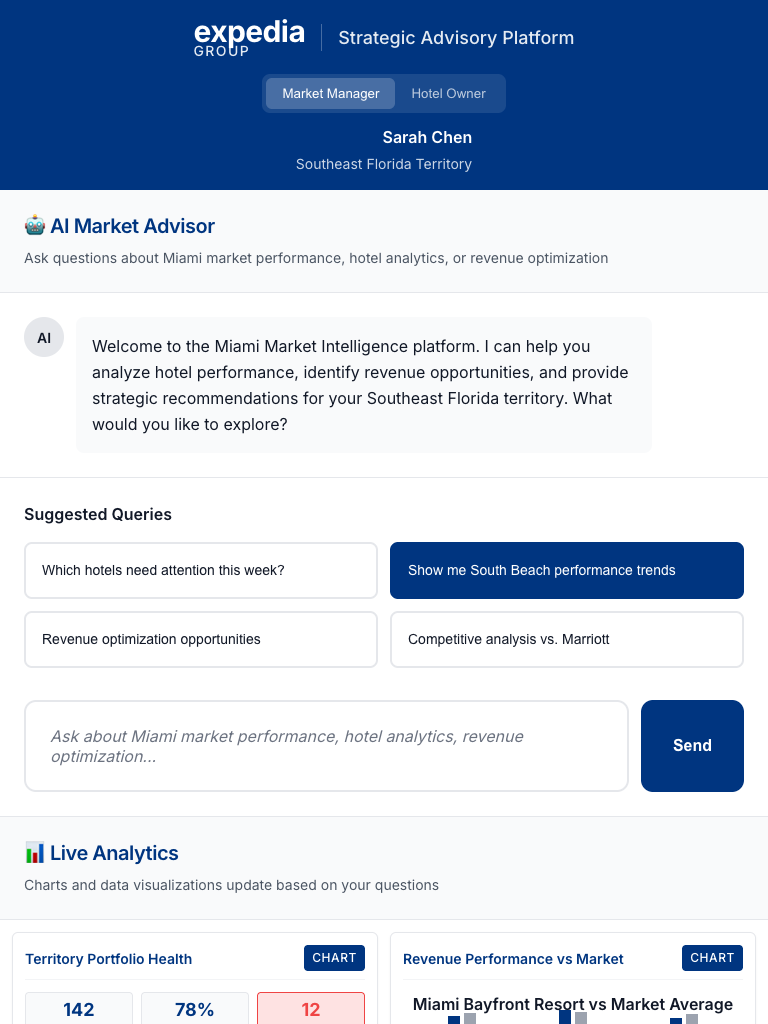 expedia
GROUP
Strategic Advisory Platform
Market Manager
Hotel Owner
Sarah Chen
Southeast Florida Territory
AI Market Advisor
Ask questions about Miami market performance, hotel analytics, or revenue optimization
AI
Welcome to the Miami Market Intelligence platform. I can help you
analyze hotel performance, identify revenue opportunities, and provide
strategic recommendations for your Southeast Florida territory. What
would you like to explore?
Suggested Queries
Which hotels need attention this week?
Show me South Beach performance trends
Revenue optimization opportunities
Competitive analysis vs. Marriott
Ask about Miami market performance, hotel analytics, revenue
optimization...
Send
Live Analytics
Charts and data visualizations update based on your questions
Territory Portfolio Health
CHART
142
78%
12
Revenue Performance vs Market
CHART
Miami Bayfront Resort vs Market Average